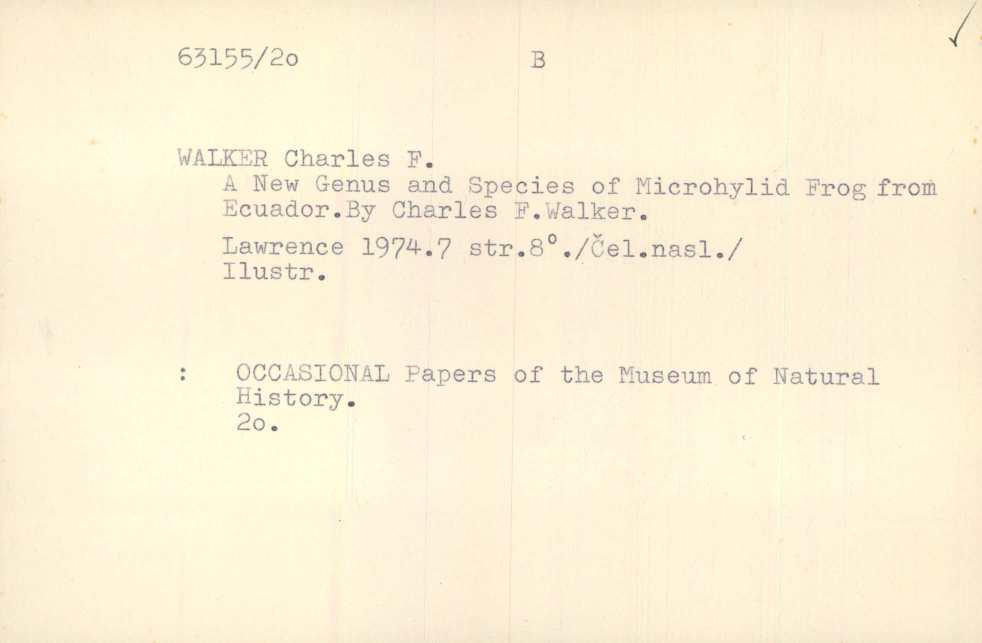 63155/2o B
WALKER Charles F.
A New Genus and Species of Microhylid Frog from
Ecuador.By Charles F.Walker.
Lawrence 1974.7 str.8°./Čel.nasl./
Ilustr.
: OCCASIONAL Papers of the Museum of Natural
History.
2o.